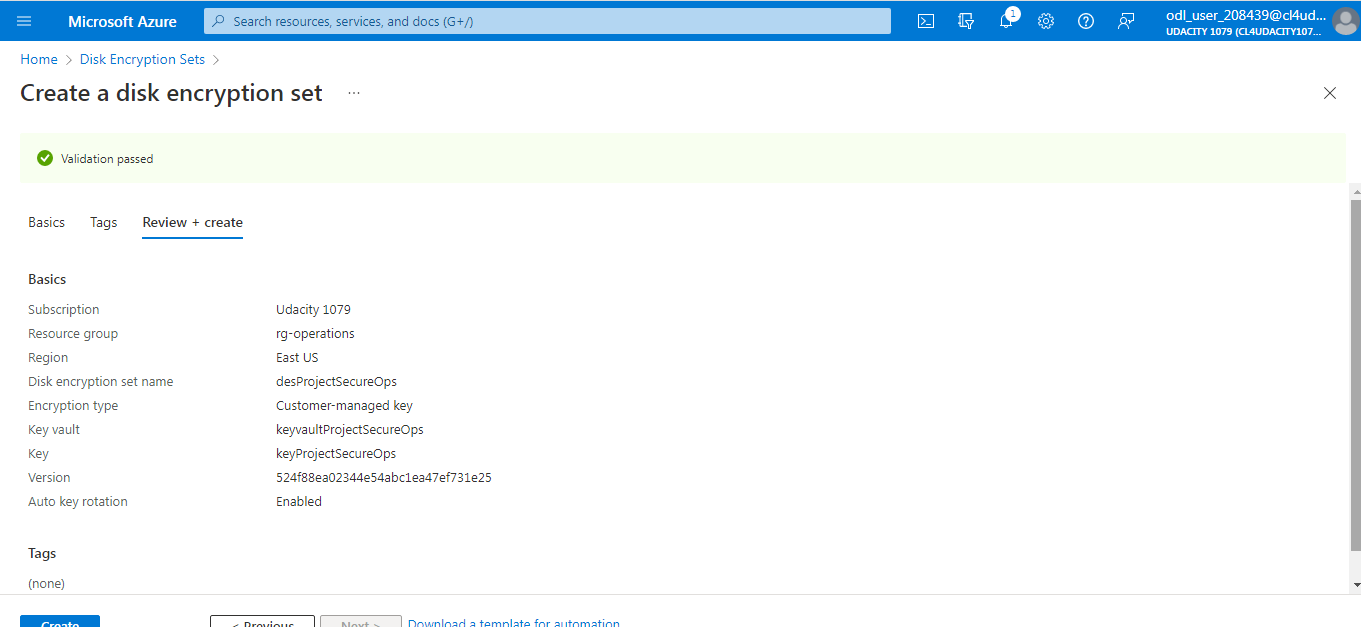 Microsoft Azure
Search resources, services, and docs (G+/)
1
odl_user_208439@cl4ud...
UDACITY 1079 (CL4UDACITY107...
Home > Disk Encryption Sets >
Create a disk encryption set ...
Validation passed
Basics Tags Review + create
Basics
Subscription Udacity 1079
Resource group rg-operations
Region East US
Disk encryption set name desProjectSecureOps
Encryption type Customer-managed key
Key vault keyvaultProjectSecureOps
Key keyProjectSecureOps
Version 524f88ea02344e54abc1ea47ef731e25
Auto key rotation Enabled
Tags
(none)
Create < Previous Next > Download a template for automation